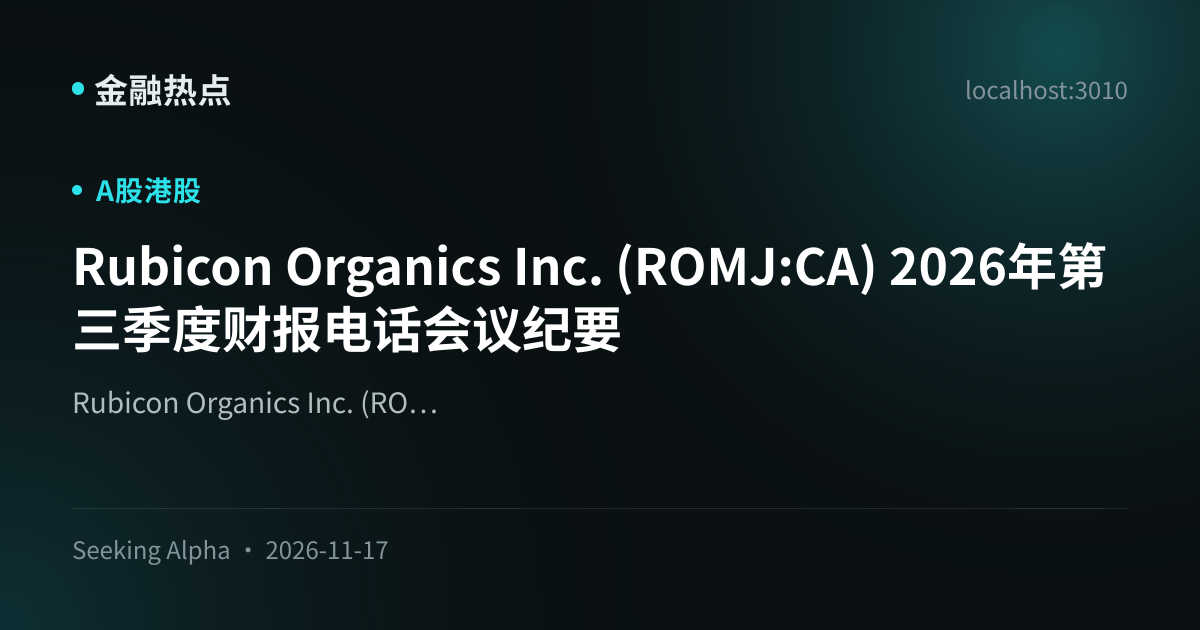 金融热点
localhost:3010
A股港股
Rubicon Organics Inc. (ROMJ:CA) 2026年第
三季度财报电话会议纪要
Rubicon Organics Inc. (RO…
Seeking Alpha · 2026-11-17